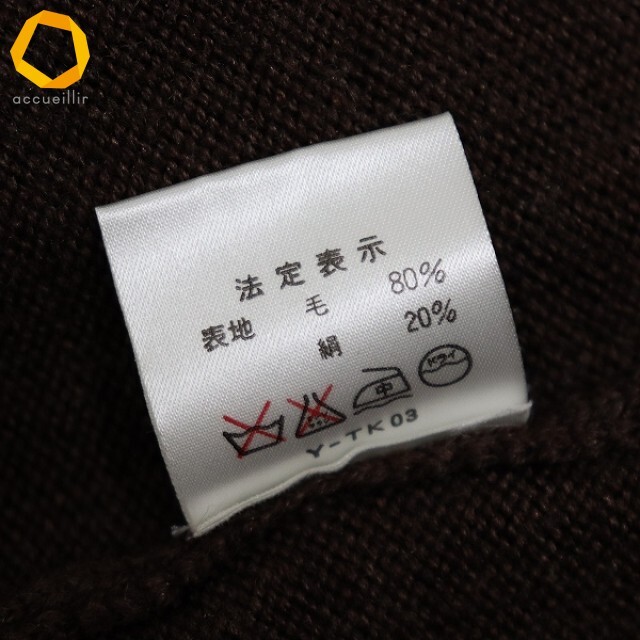 accueillir
法定表示
表地 毛 80%
絹 20%
中 ドライ
Y-TK03